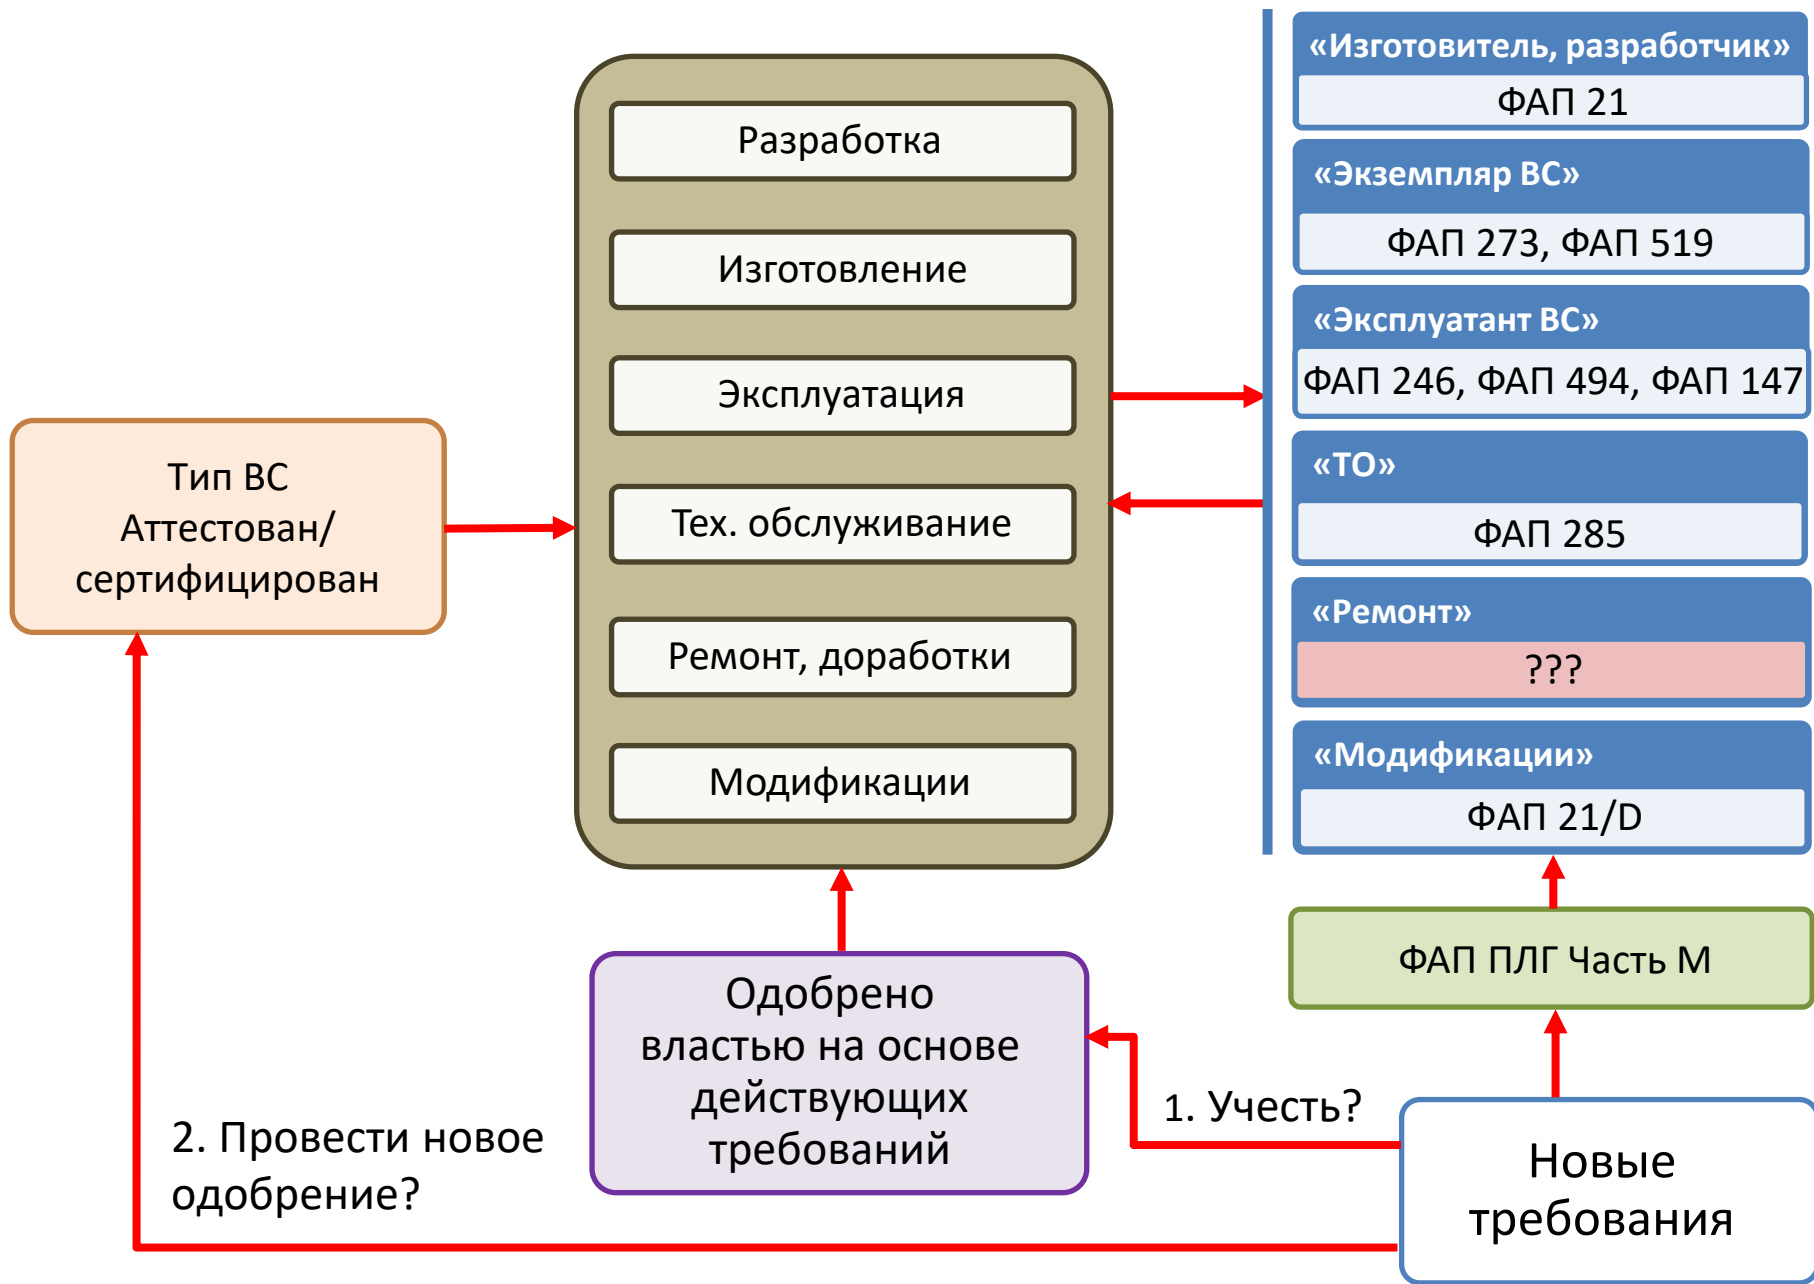 Тип ВС
Аттестован/
сертифицирован
Разработка
Изготовление
Эксплуатация
Тех. обслуживание
Ремонт, доработки
Модификации
«Изготовитель, разработчик»
ФАП 21
«Экземпляр ВС»
ФАП 273, ФАП 519
«Эксплуатант ВС»
ФАП 246, ФАП 494, ФАП 147
«ТО»
ФАП 285
«Ремонт»
???
«Модификации»
ФАП 21/D
ФАП ПЛГ Часть М
Одобрено
властью на основе
действующих
требований
1. Учесть?
2. Провести новое
одобрение?
Новые
требования